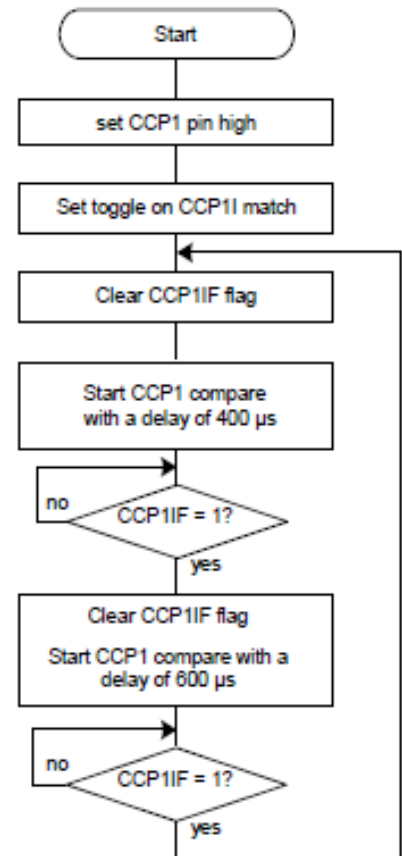 Start
set CCP1 pin high
Set toggle on CCP1I match
Clear CCP1IF flag
Start CCP1 compare
with a delay of 400 µs
no
CCP1IF = 1?
yes
Clear CCP1IF flag
Start CCP1 compare with a
delay of 600 µs
no
CCP1IF = 1?
yes